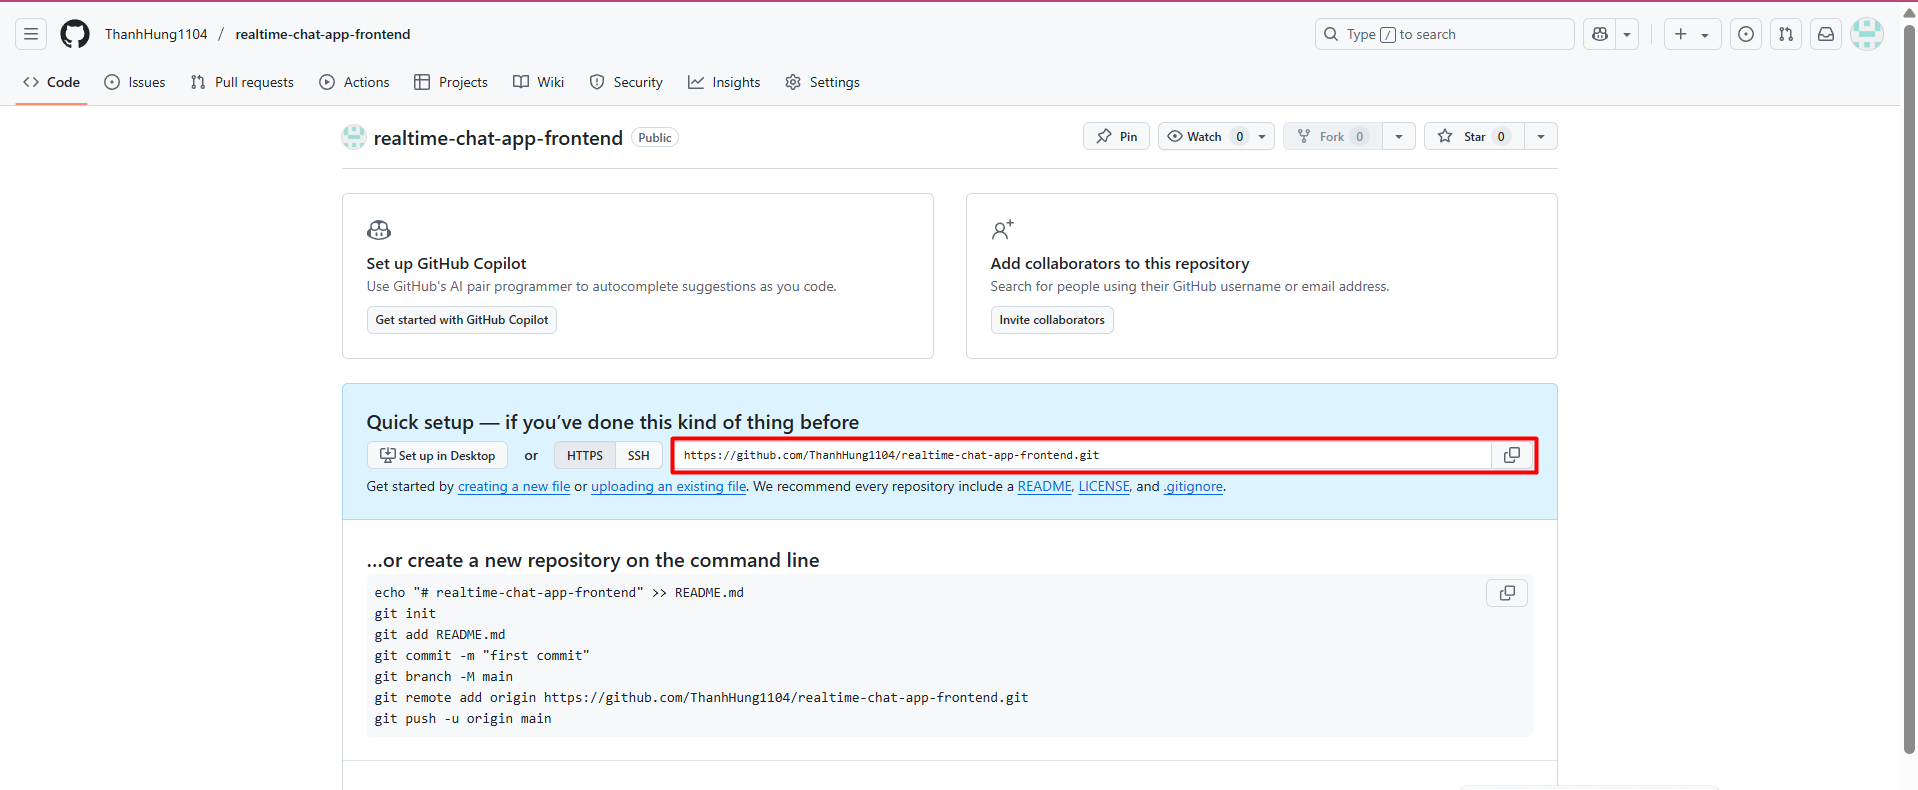 ThanhHung1104 / realtime-chat-app-frontend
Type / to search
Code Issues Pull requests Actions Projects Wiki Security Insights Settings
realtime-chat-app-frontend Public
Pin Watch 0 Fork 0 Star 0
Set up GitHub Copilot
Use GitHub's AI pair programmer to autocomplete suggestions as you code.
Get started with GitHub Copilot
Add collaborators to this repository
Search for people using their GitHub username or email address.
Invite collaborators
Quick setup — if you’ve done this kind of thing before
Set up in Desktop or HTTPS SSH https://github.com/ThanhHung1104/realtime-chat-app-frontend.git
Get started by creating a new file or uploading an existing file. We recommend every repository include a README, LICENSE, and .gitignore.
…or create a new repository on the command line
echo "# realtime-chat-app-frontend" >> README.md
git init
git add README.md
git commit -m "first commit"
git branch -M main
git remote add origin https://github.com/ThanhHung1104/realtime-chat-app-frontend.git
git push -u origin main